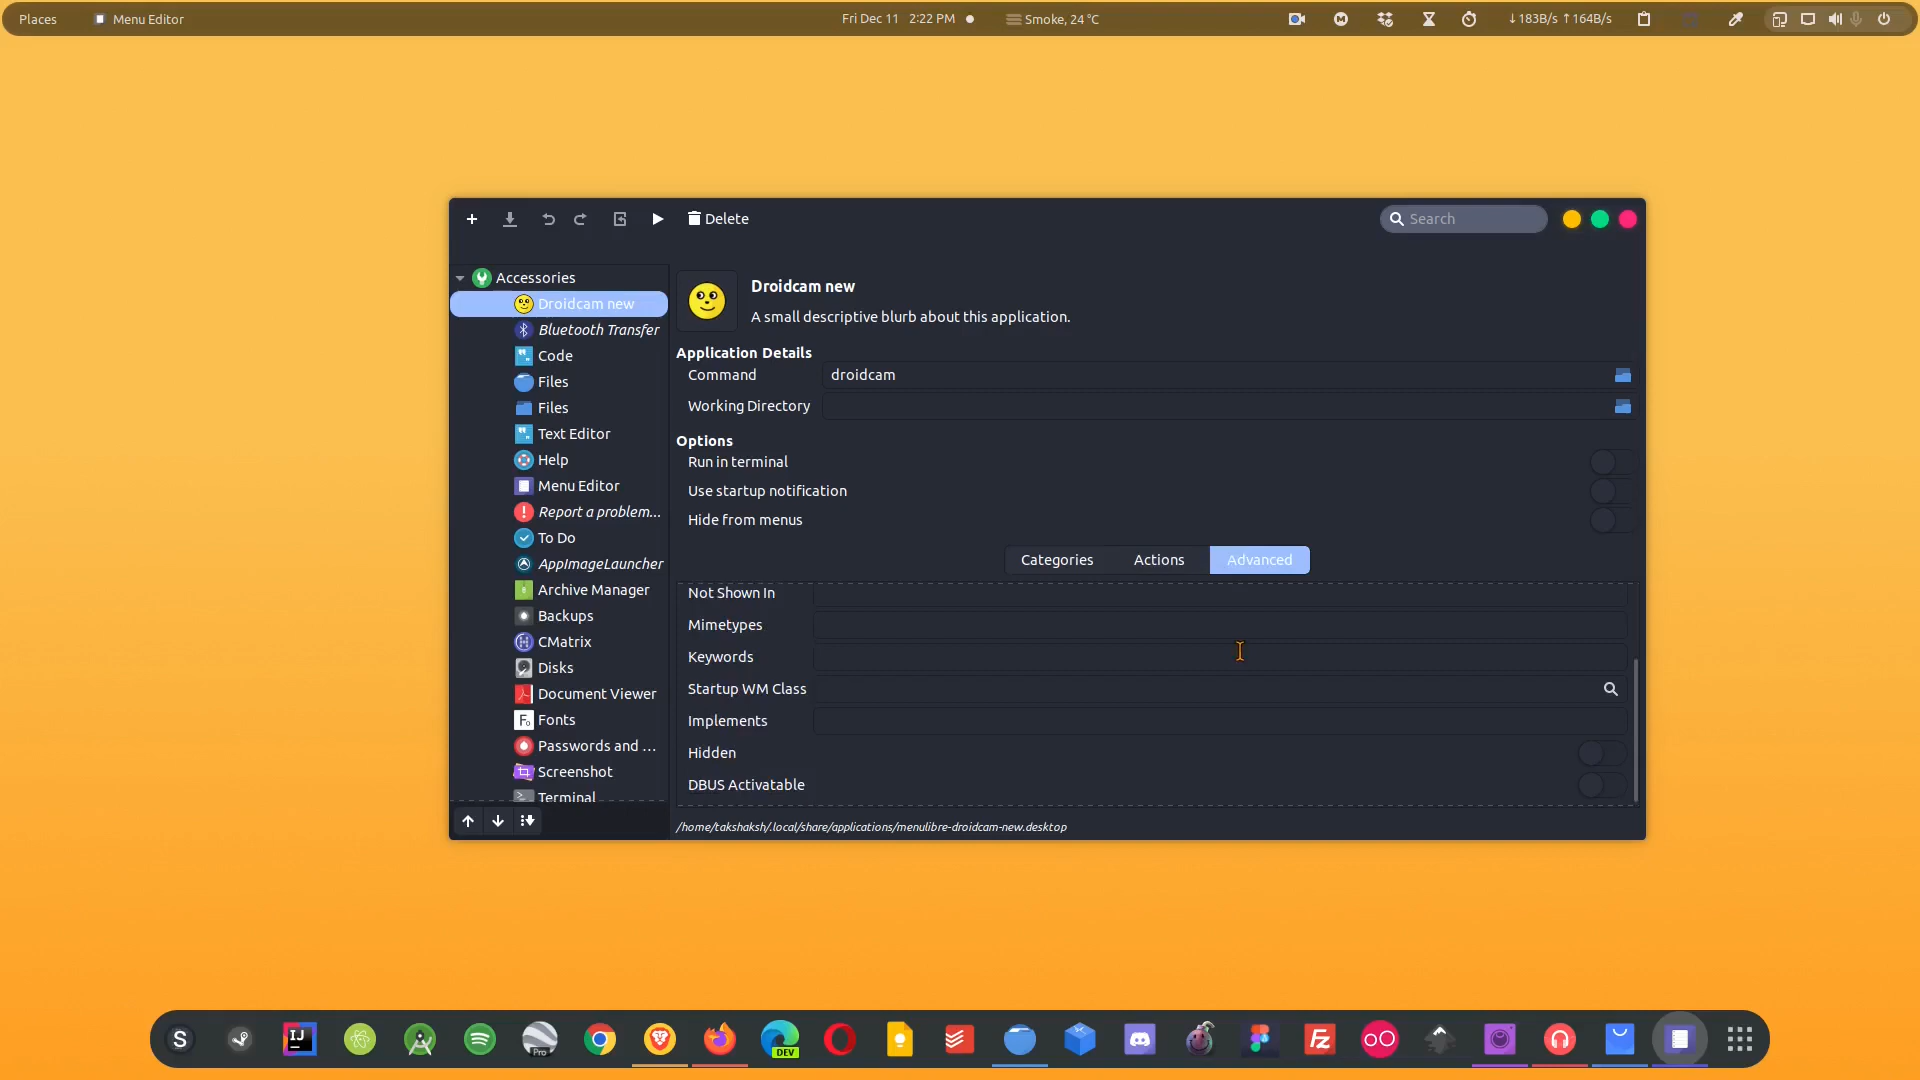 Places Menu Editor Fri Dec 11 2:22 PM Smoke, 24 °C ↓183B/s ↑164B/s
Delete Search
Accessories
Droidcam new
Bluetooth Transfer
Code
Files
Files
Text Editor
Help
Menu Editor
Report a problem...
To Do
AppImageLauncher
Archive Manager
Backups
CMatrix
Disks
Document Viewer
Fonts
Passwords and ...
Screenshot
Terminal
Droidcam new
A small descriptive blurb about this application.
Application Details
Command droidcam
Working Directory
Options
Run in terminal
Use startup notification
Hide from menus
Categories Actions Advanced
Not Shown In
Mimetypes
Keywords
Startup WM Class
Implements
Hidden
DBUS Activatable
/home/takshaksh/.local/share/applications/menulibre-droidcam-new.desktop
S IJ Pro DEV Fz